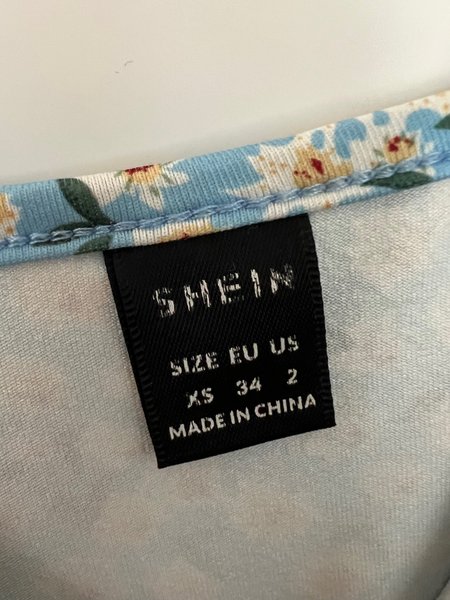 SHEIN
SIZE EU US
XS 34 2
MADE IN CHINA